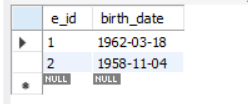 e_id birth_date
1 1962-03-18
2 1958-11-04
NULL NULL